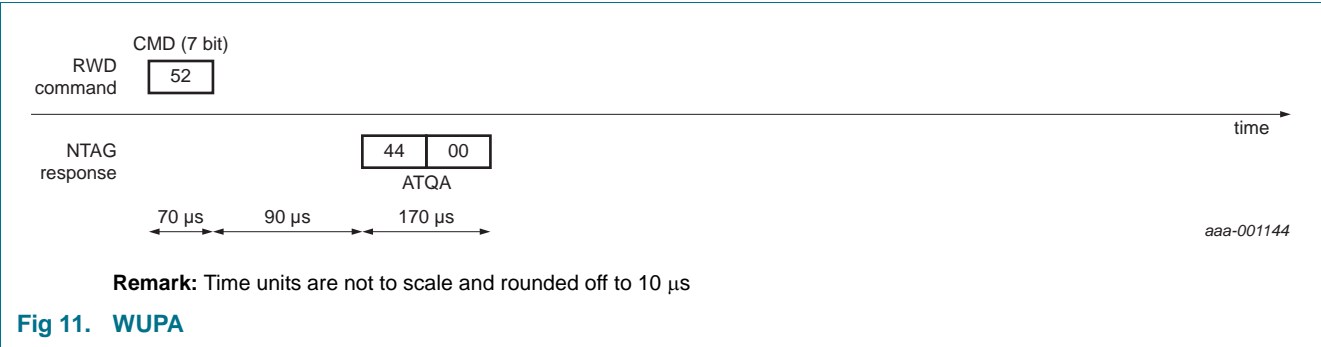 CMD (7 bit)
RWD
command
52
time
NTAG
response
44 00
ATQA
70 µs 90 µs 170 µs
aaa-001144
Remark: Time units are not to scale and rounded off to 10 µs
Fig 11. WUPA